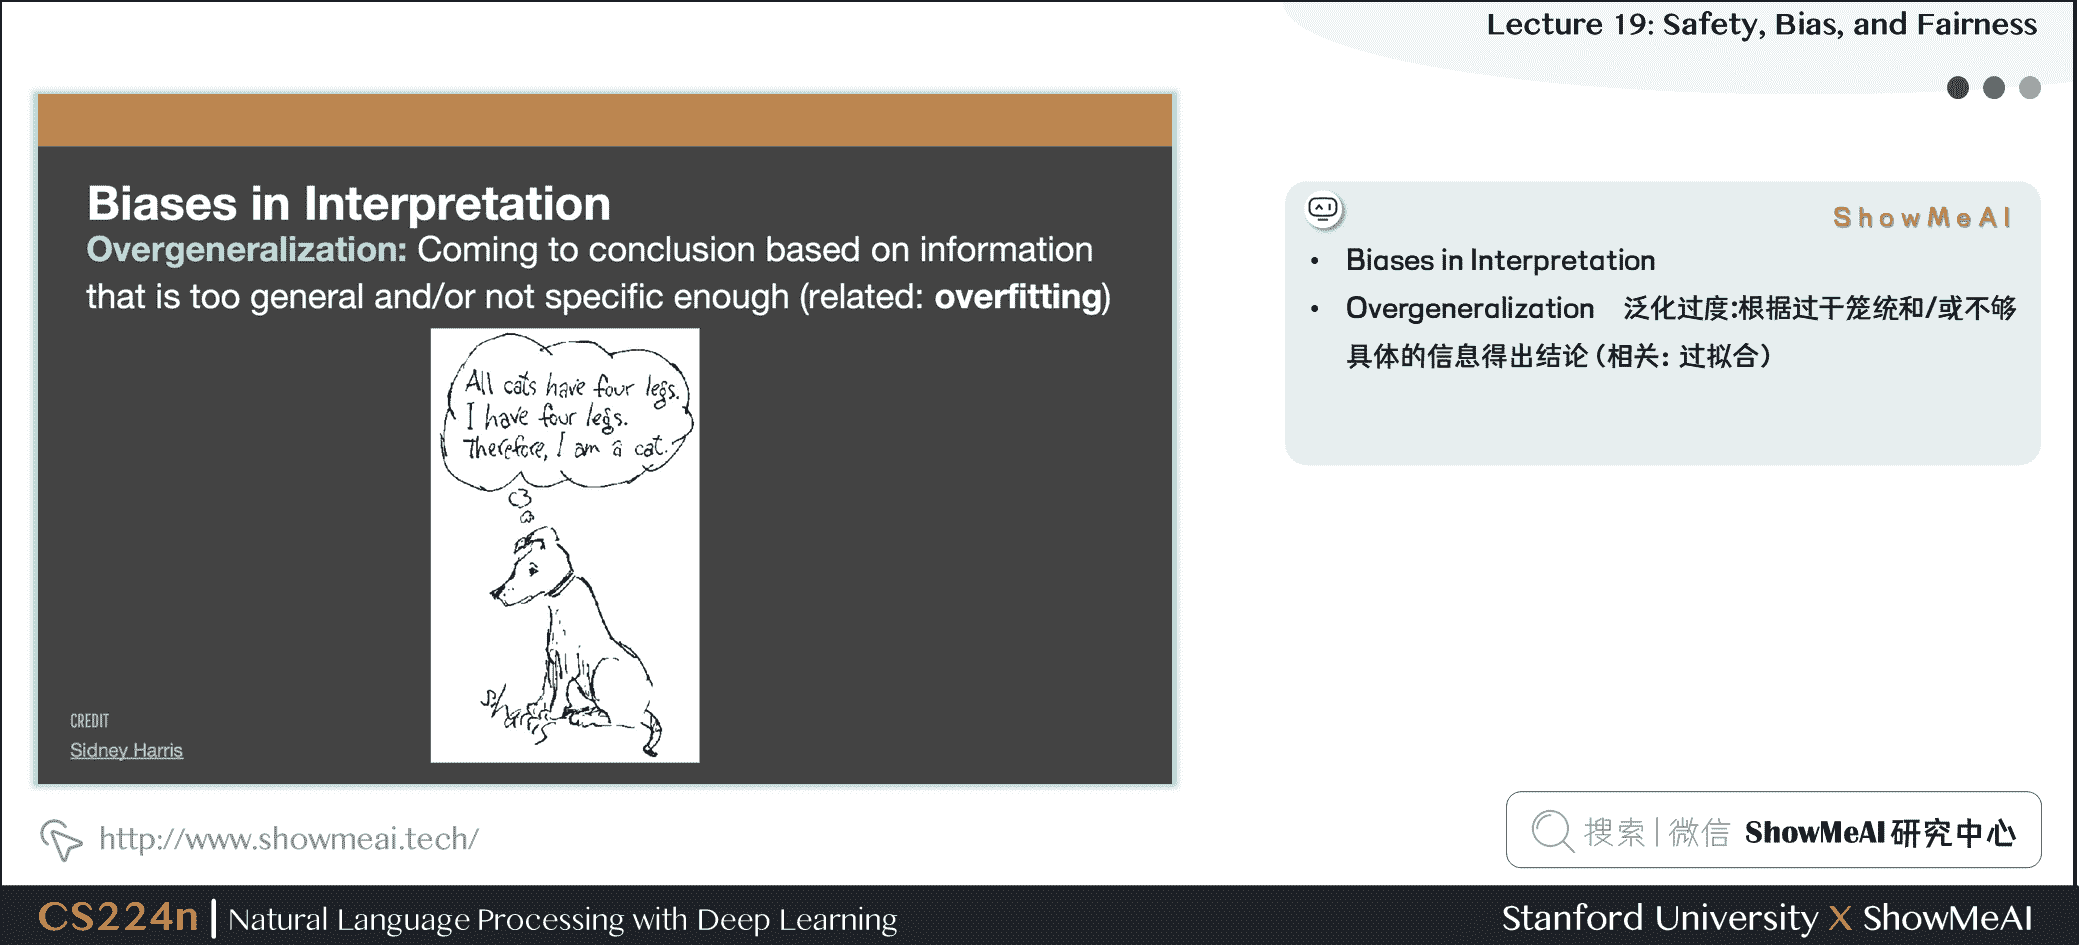 Lecture 19: Safety, Bias, and Fairness
Biases in Interpretation
Overgeneralization: Coming to conclusion based on information
that is too general and/or not specific enough (related: overfitting)
All cats have four legs.
I have four legs.
Therefore, I am a cat.
CREDIT
Sidney Harris
ShowMeAI
• Biases in Interpretation
• Overgeneralization 泛化过度:根据过干笼统和/或不够
具体的信息得出结论（相关：过拟合）
http://www.showmeai.tech/
搜索|微信 ShowMeAI研究中心
CS224n | Natural Language Processing with Deep Learning
Stanford University X ShowMeAI